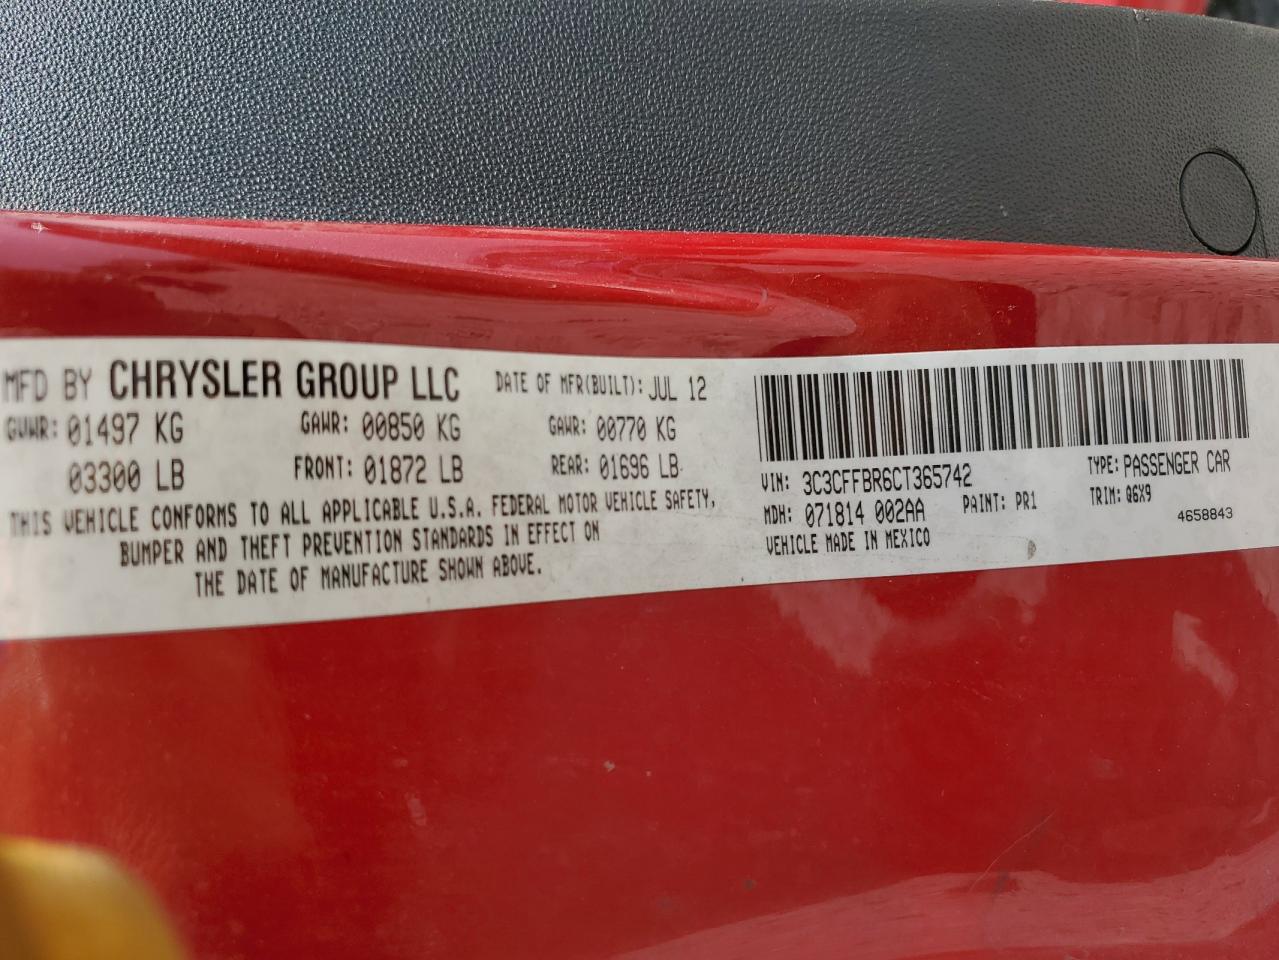 MFD BY CHRYSLER GROUP LLC DATE OF MFR(BUILT): JUL 12
GVWR: 01497 KG GAWR: 00850 KG GAWR: 00770 KG
03300 LB FRONT: 01872 LB REAR: 01696 LB
THIS VEHICLE CONFORMS TO ALL APPLICABLE U.S.A. FEDERAL MOTOR VEHICLE SAFETY,
BUMPER AND THEFT PREVENTION STANDARDS IN EFFECT ON
THE DATE OF MANUFACTURE SHOWN ABOVE.
VIN: 3C3CFFBR6CT365742 TYPE: PASSENGER CAR
MDH: 071814 002AA PAINT: PR1 TRIM: Q6X9
VEHICLE MADE IN MEXICO 4658843